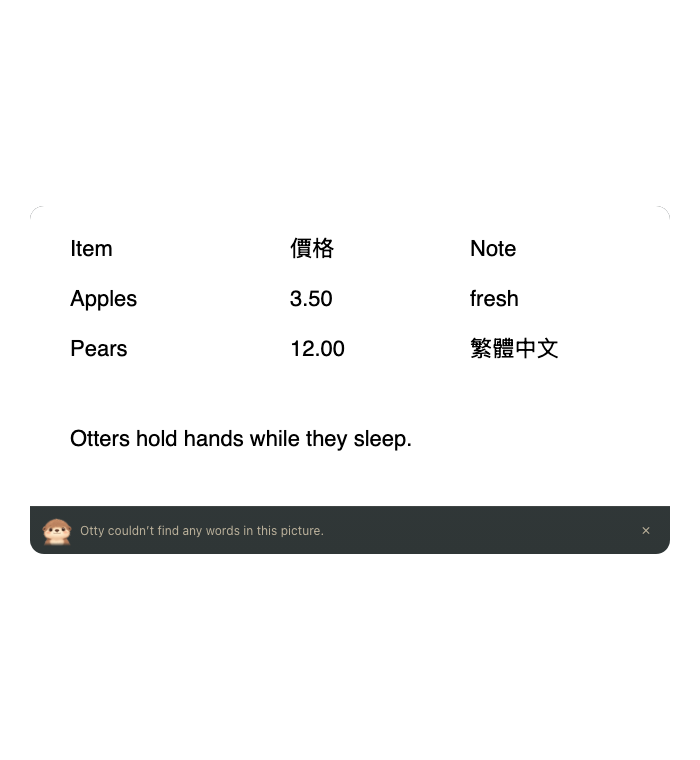 Item 價格 Note
Apples 3.50 fresh
Pears 12.00 繁體中文
Otters hold hands while they sleep.
Otty couldn't find any words in this picture. ×